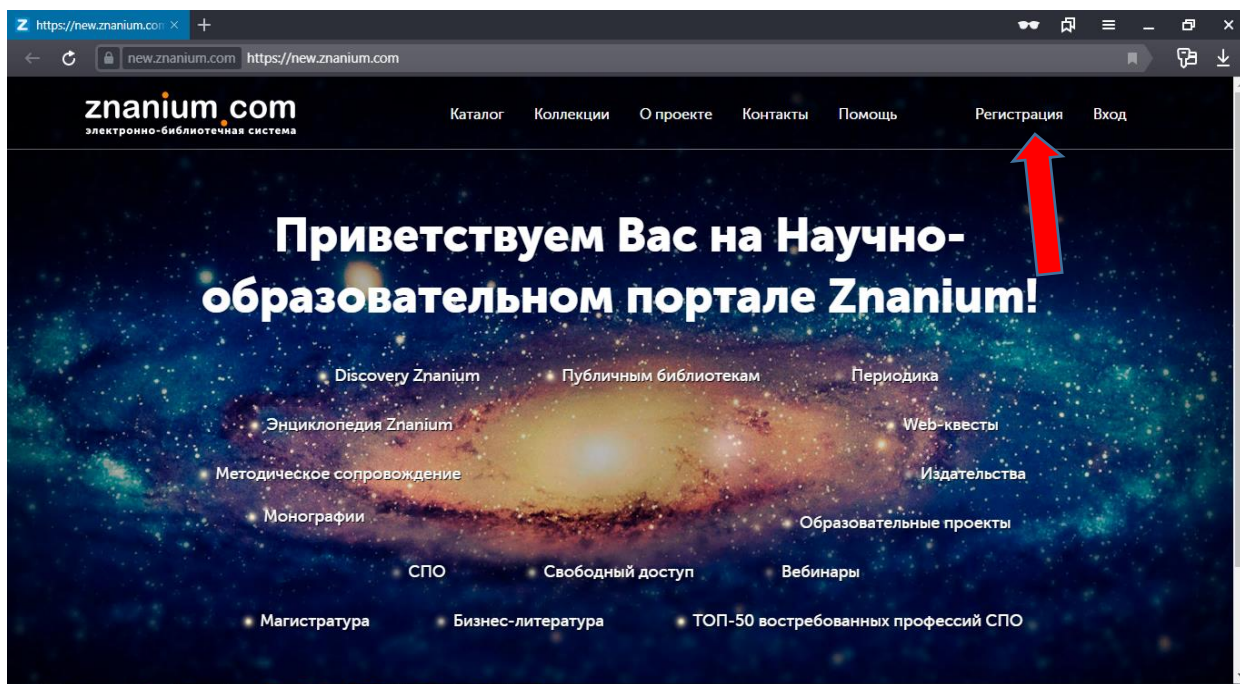 https://new.znanium.con
new.znanium.com https://new.znanium.com
znanium.com
электронно-библиотечная система
Каталог Коллекции О проекте Контакты Помощь Регистрация Вход
Приветствуем Вас на Научно-
образовательном портале Znanium!
Discovery Znanium Публичным библиотекам Периодика
Энциклопедия Znanium Web-квесты
Методическое сопровождение Издательства
Монографии Образовательные проекты
СПО Свободный доступ Вебинары
Магистратура Бизнес-литература ТОП-50 востребованных профессий СПО